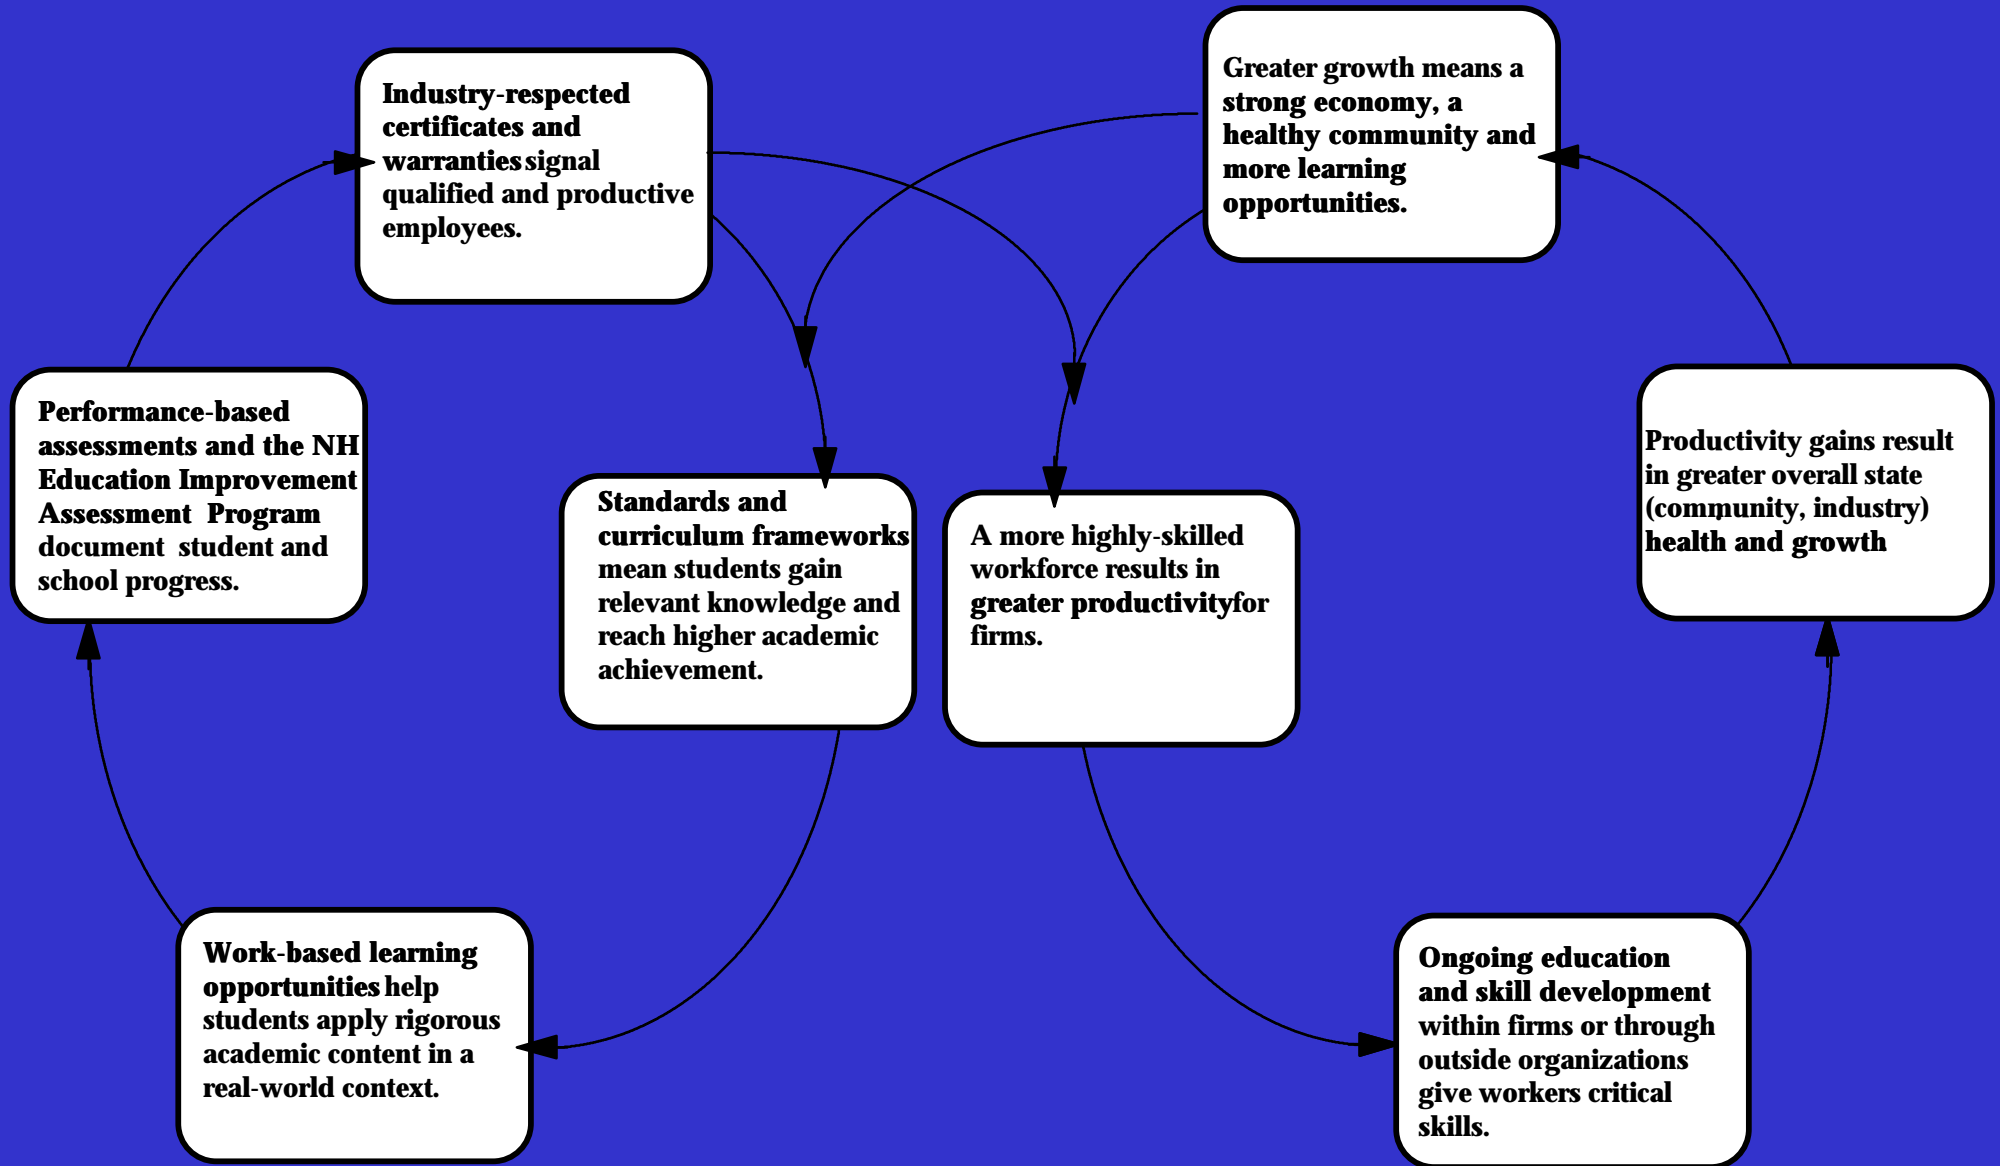 Industry-respected
certificates and
warranties signal
qualified and productive
employees.
Greater growth means a
strong economy, a
healthy community and
more learning
opportunities.
Performance-based
assessments and the NH
Education Improvement
Assessment Program
document student and
school progress.
Standards and
curriculum frameworks
mean students gain
relevant knowledge and
reach higher academic
achievement.
A more highly-skilled
workforce results in
greater productivity for
firms.
Productivity gains result
in greater overall state
(community, industry)
health and growth
Work-based learning
opportunities help
students apply rigorous
academic content in a
real-world context.
Ongoing education
and skill development
within firms or through
outside organizations
give workers critical
skills.